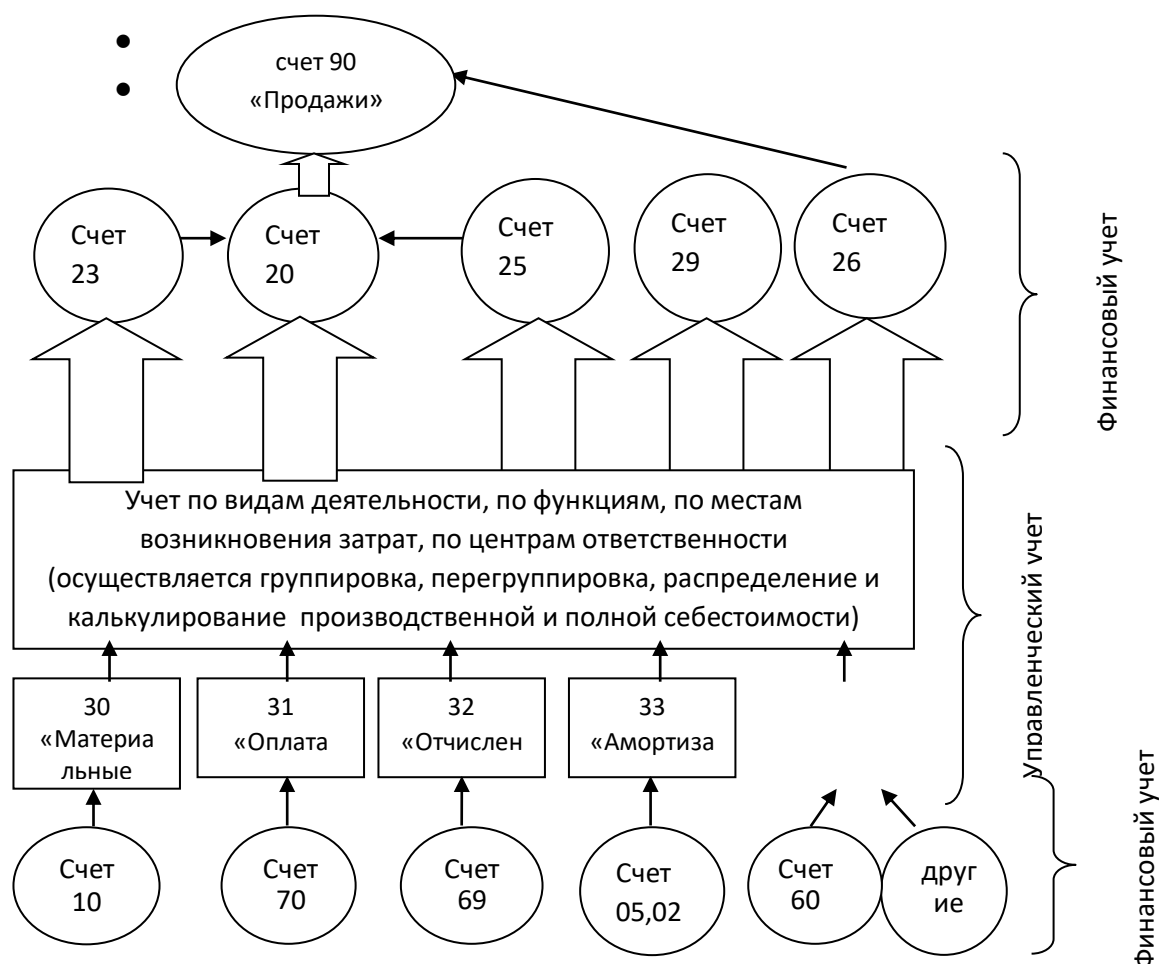 счет 90
«Продажи»
Счет
23
Счет
20
Счет
25
Счет
29
Счет
26
Финансовый учет
Учет по видам деятельности, по функциям, по местам
возникновения затрат, по центрам ответственности
(осуществляется группировка, перегруппировка, распределение и
калькулирование производственной и полной себестоимости)
Управленческий учет
30
«Материа
льные
31
«Оплата
32
«Отчислен
33
«Амортиза
Счет
10
Счет
70
Счет
69
Счет
05,02
Счет
60
друг
ие
Финансовый учет